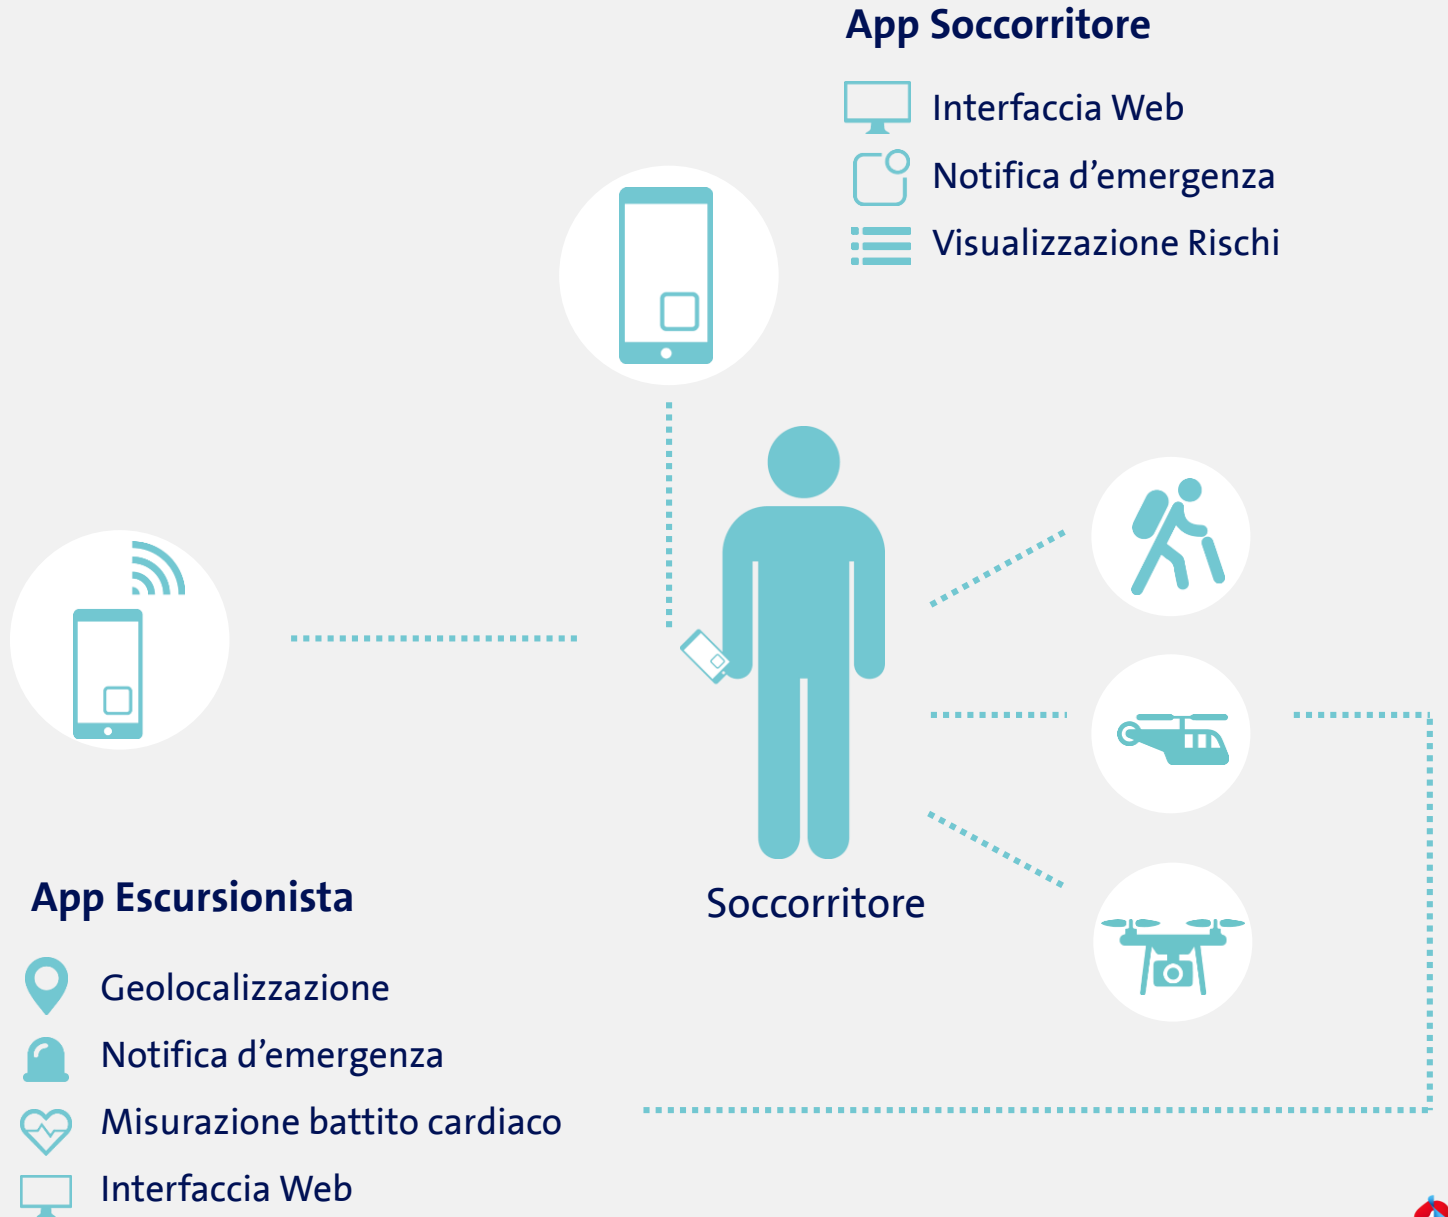 App Soccorritore
Interfaccia Web
Notifica d’emergenza
Visualizzazione Rischi
Soccorritore
App Escursionista
Geolocalizzazione
Notifica d’emergenza
Misurazione battito cardiaco
Interfaccia Web